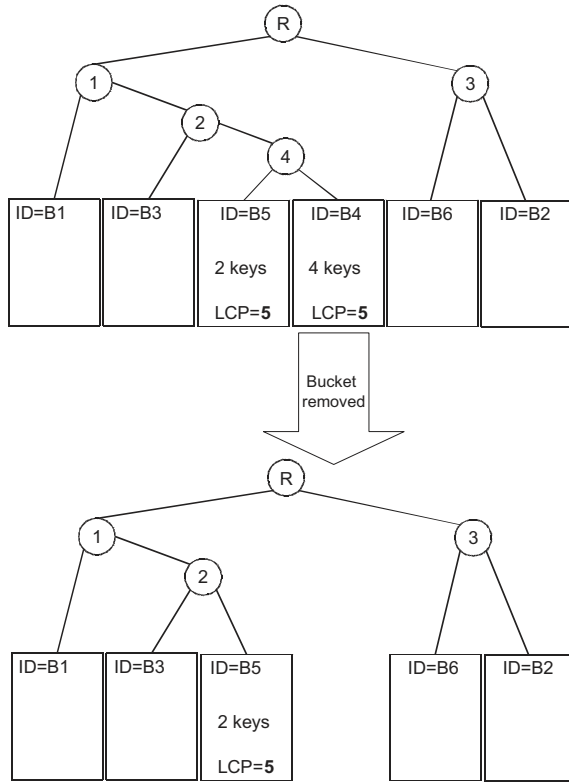 R
1
3
2
4
ID=B1 ID=B3 ID=B5 ID=B4 ID=B6 ID=B2
2 keys 4 keys
LCP=5 LCP=5
Bucket
removed
R
1
3
2
ID=B1 ID=B3 ID=B5 ID=B6 ID=B2
2 keys
LCP=5